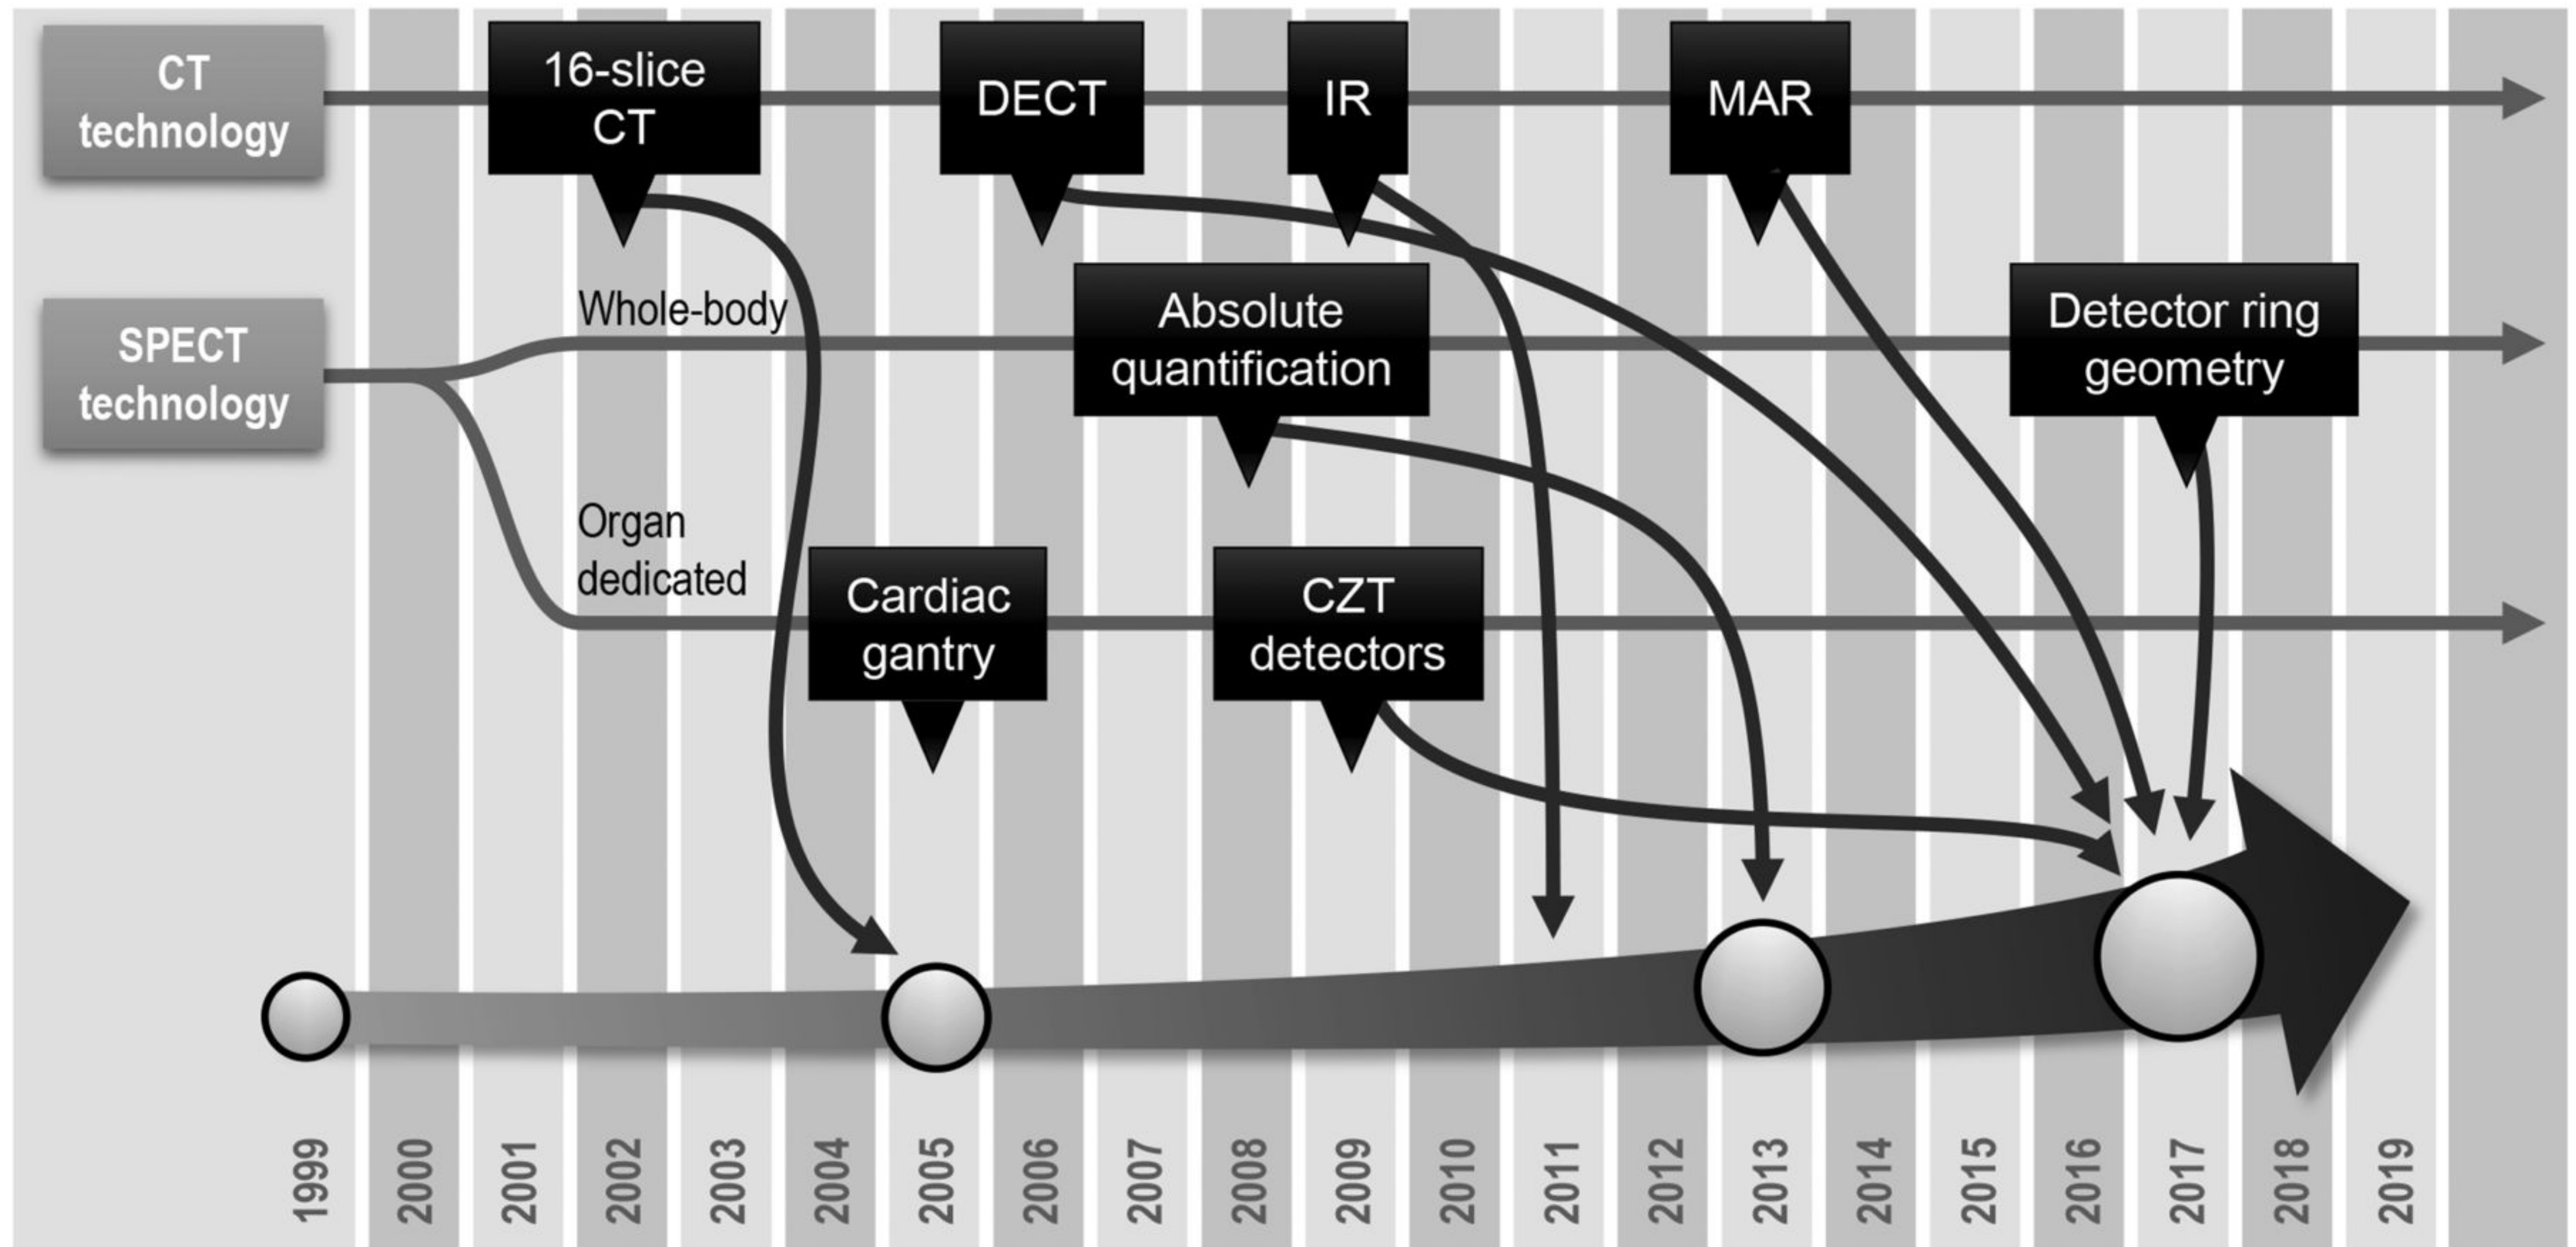 CT
technology
16-slice
CT
DECT
IR
MAR
SPECT
technology
Whole-body
Absolute
quantification
Detector ring
geometry
Organ
dedicated
Cardiac
gantry
CZT
detectors
1999
2000
2001
2002
2003
2004
2005
2006
2007
2008
2009
2010
2011
2012
2013
2014
2015
2016
2017
2018
2019